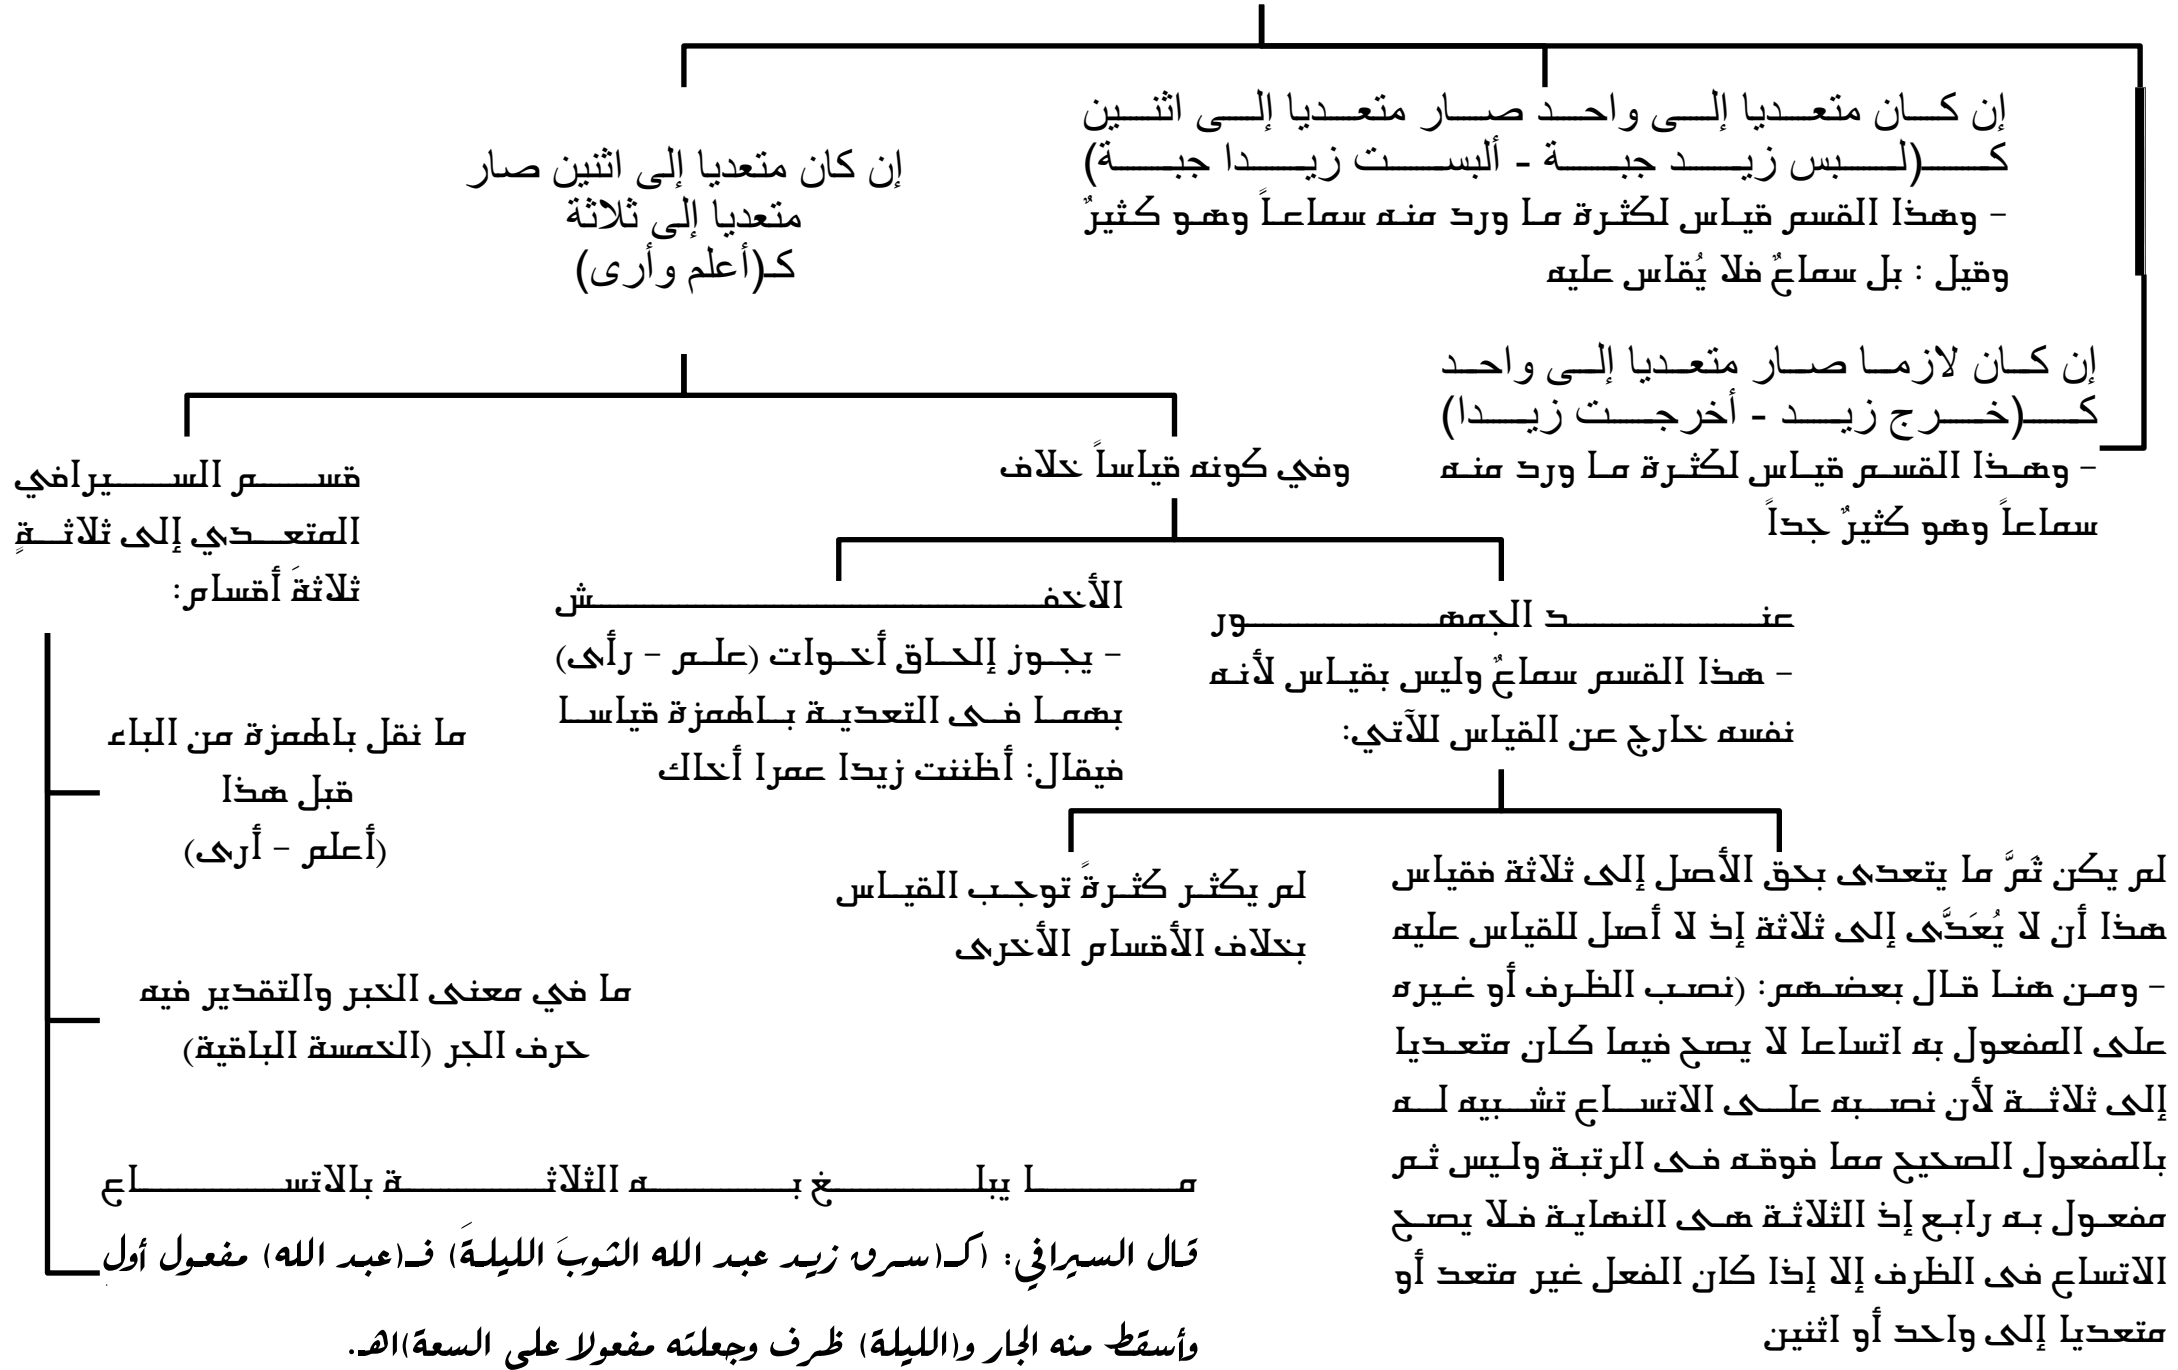 إن كان متعديا إلى واحد صار متعديا إلى اثنين
كـ(لبس زيد جبة - ألبست زيدا جبة)
- وهذا القسم قياس لكثرة ما ورد منه سماعاً وهو كثيرٌ
وقيل : بل سماعٌ فلا يُقاس عليه
إن كان متعديا إلى اثنين صار
متعديا إلى ثلاثة
كـ(أعلم وأرى)
إن كان لازما صار متعديا إلى واحد
كـ(خرج زيد - أخرجت زيدا)
- وهذا القسم قياس لكثرة ما ورد منه
سماعاً وهو كثيرٌ جداً
وفي كونه قياساً خلاف
قسم السيرافي
المتعدي إلى ثلاثةٍ
ثلاثةَ أقسام:
عند الجمهور
- هذا القسم سماعٌ وليس بقياس لأنه
نفسه خارج عن القياس للآتي:
الأخفش
- يجوز إلحاق أخوات (علم - رأى)
بهما فى التعدية بالهمزة قياسا
فيقال: أظننت زيدا عمرا أخاك
لم يكن ثَمَّ ما يتعدى بحق الأصل إلى ثلاثة فقياس
هذا أن لا يُعَدَّى إلى ثلاثة إذ لا أصل للقياس عليه
- ومن هنا قال بعضهم: (نصب الظرف أو غيره
على المفعول به اتساعا لا يصح فيما كان متعديا
إلى ثلاثة لأن نصبه على الاتساع تشبيه له
بالمفعول الصحيح مما فوقه فى الرتبة وليس ثم
مفعول به رابع إذ الثلاثة هى النهاية فلا يصح
الاتساع فى الظرف إلا إذا كان الفعل غير متعد أو
متعديا إلى واحد أو اثنين
لم يكثر كثرةً توجب القياس
بخلاف الأقسام الأخرى
ما نقل بالهمزة من الباء
قبل هذا
(أعلم - أرى)
ما في معنى الخبر والتقدير فيه
حرف الجر (الخمسة الباقية)
ما يبلغ به الثلاثة بالاتساع
قال السيرافي: (كـ(سرق زيد عبد الله الثوبَ الليلةَ) فـ(عبد الله) مفعول أول
وأسقط منه الجار و(الليلة) ظرف وجعلته مفعولا على السعة)اهـ.